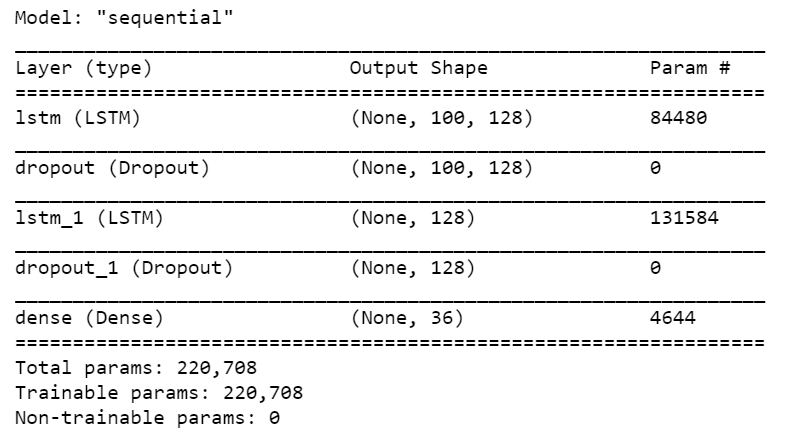 Model: "sequential"
_________________________________________________________________
Layer (type)                 Output Shape              Param #
=================================================================
lstm (LSTM)                  (None, 100, 128)          84480
_________________________________________________________________
dropout (Dropout)            (None, 100, 128)          0
_________________________________________________________________
lstm_1 (LSTM)                (None, 128)               131584
_________________________________________________________________
dropout_1 (Dropout)          (None, 128)               0
_________________________________________________________________
dense (Dense)                (None, 36)                4644
=================================================================
Total params: 220,708
Trainable params: 220,708
Non-trainable params: 0